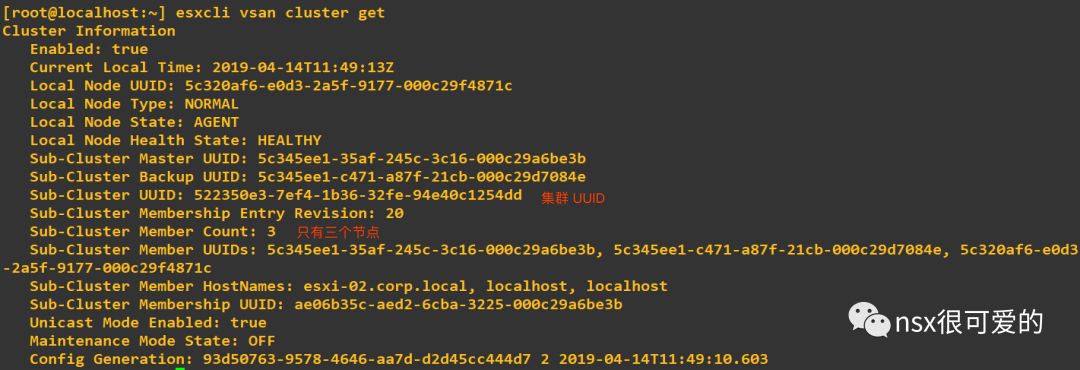 [root@localhost:~] esxcli vsan cluster get
Cluster Information
Enabled: true
Current Local Time: 2019-04-14T11:49:13Z
Local Node UUID: 5c320af6-e0d3-2a5f-9177-000c29f4871c
Local Node Type: NORMAL
Local Node State: AGENT
Local Node Health State: HEALTHY
Sub-Cluster Master UUID: 5c345ee1-35af-245c-3c16-000c29a6be3b
Sub-Cluster Backup UUID: 5c345ee1-c471-a87f-21cb-000c29d7084e
Sub-Cluster UUID: 522350e3-7ef4-1b36-32fe-94e40c1254dd 集群 UUID
Sub-Cluster Membership Entry Revision: 20
Sub-Cluster Member Count: 3 只有三个节点
Sub-Cluster Member UUIDs: 5c345ee1-35af-245c-3c16-000c29a6be3b, 5c345ee1-c471-a87f-21cb-000c29d7084e, 5c320af6-e0d3
-2a5f-9177-000c29f4871c
Sub-Cluster Member HostNames: esxi-02.corp.local, localhost, localhost
Sub-Cluster Membership UUID: ae06b35c-aed2-6cba-3225-000c29a6be3b
Unicast Mode Enabled: true
Maintenance Mode State: OFF
Config Generation: 93d50763-9578-4646-aa7d-d2d45cc444d7 2 2019-04-14T11:49:10.603
nsx很可爱的